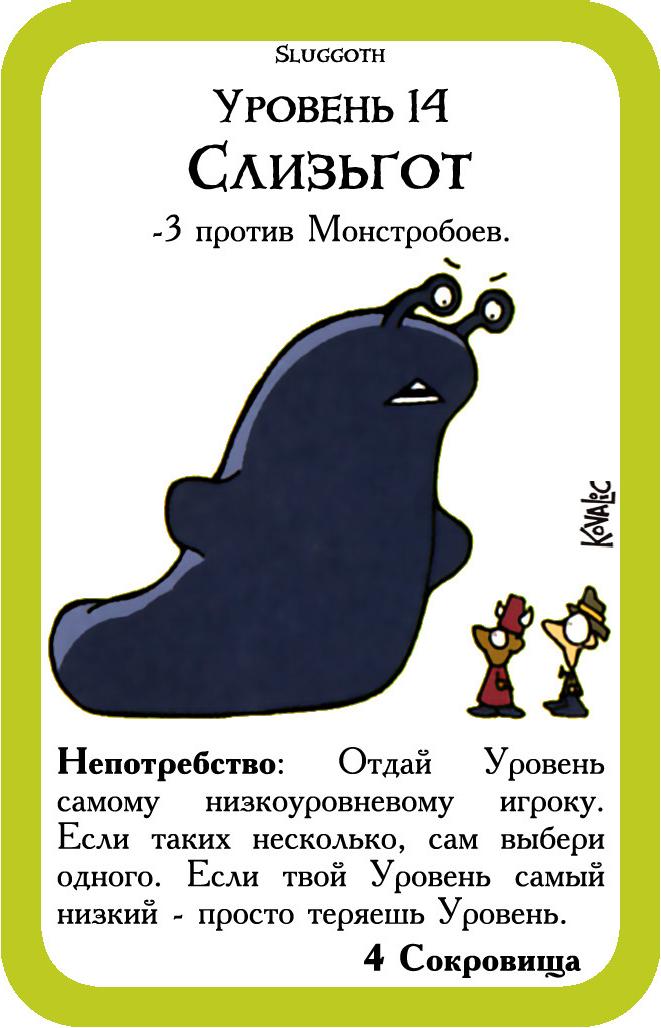 Sluggoth
Уровень 14
Слизьгот
-3 против Монстробоев.
Kovalic
Непотребство: Отдай Уровень
самому низкоуровневому игроку.
Если таких несколько, сам выбери
одного. Если твой Уровень самый
низкий - просто теряешь Уровень.
4 Сокровища